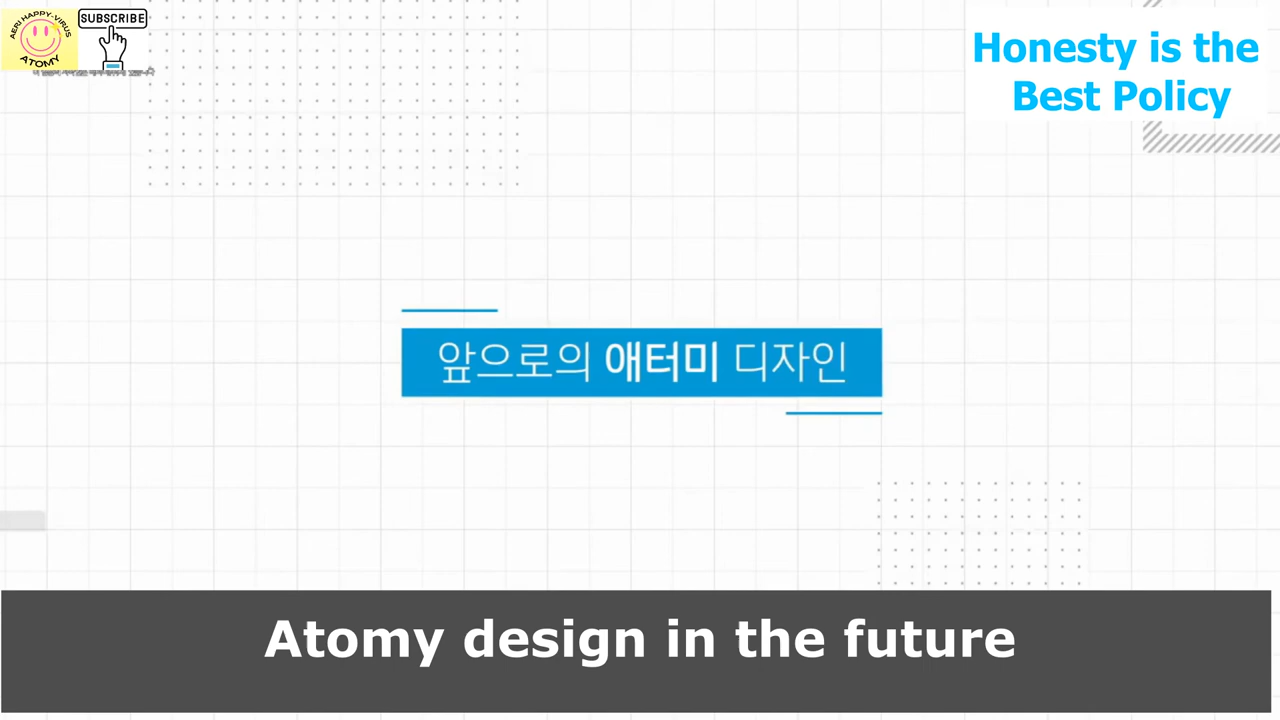 AERI HAPPY-VIRUS
ATOMY
SUBSCRIBE
Honesty is the
Best Policy
앞으로의 애터미 디자인
Atomy design in the future